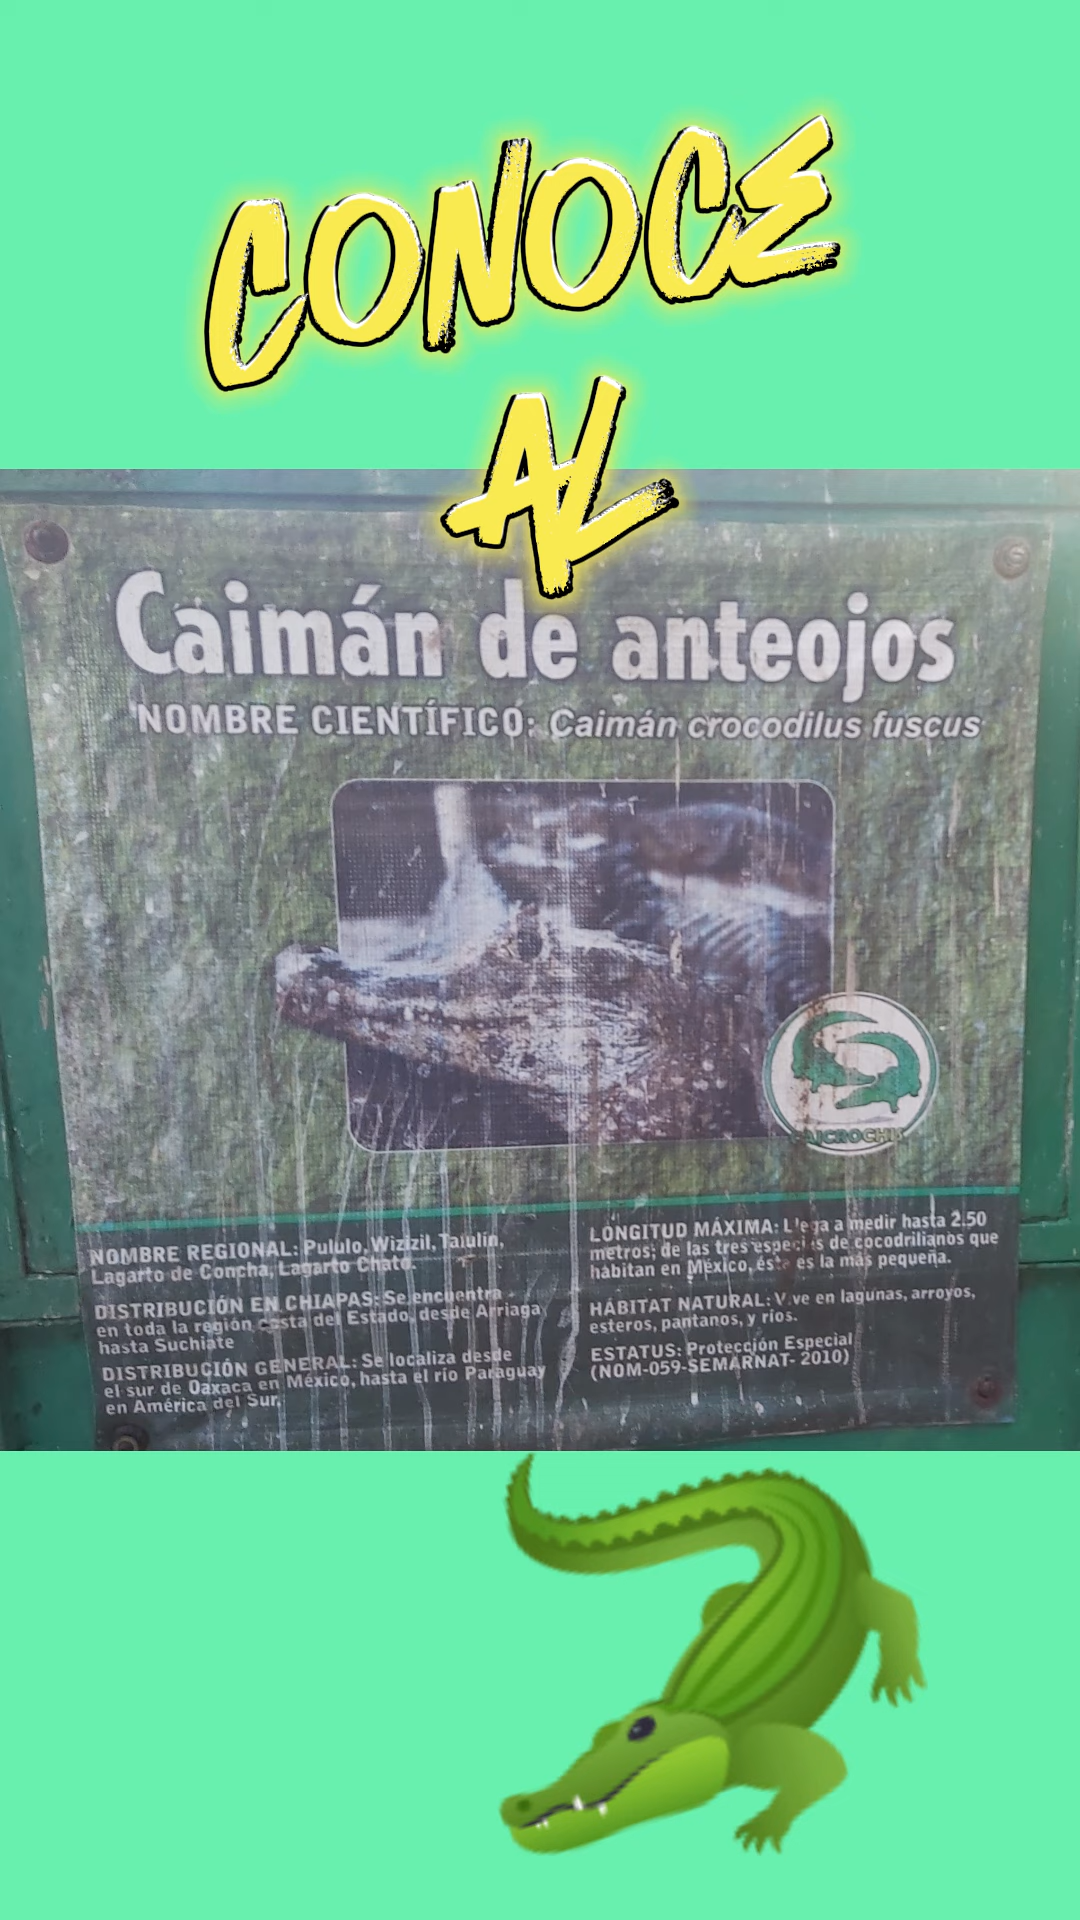 CONOCE
AL
Caimán de anteojos
NOMBRE CIENTÍFICO: Caimán crocodilus fuscus
NOMBRE REGIONAL: Pululo, Wizizil, Talulín,
Lagarto de Concha, Lagarto Chato.
DISTRIBUCIÓN EN CHIAPAS: Se encuentra
en toda la región costa del Estado, desde Arriaga
hasta Suchiate
DISTRIBUCIÓN GENERAL: Se localiza desde
el sur de Oaxaca en México, hasta el río Paraguay
en América del Sur,
LONGITUD MÁXIMA: Llega a medir hasta 2.50
metros; de las tres especies de cocodrilianos que
habitan en México, ésta es la más pequeña.
HÁBITAT NATURAL: Vive en lagunas, arroyos,
esteros, pantanos, y ríos.
ESTATUS: Protección Especial
(NOM-059-SEMARNAT- 2010)